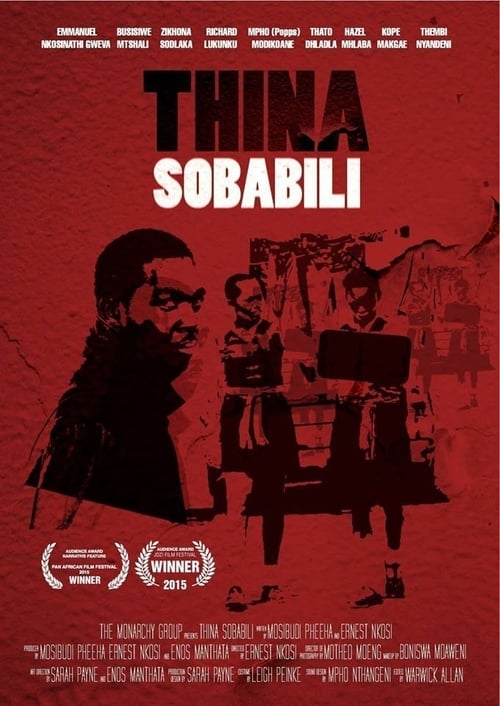 EMMANUEL BUSISIWE ZIKHONA RICHARD MPHO (Popps) THATO HAZEL KOPE THEMBI
NKOSINATHI GWEVA MTSHALI SODLAKA LUKUNKU MODIKOANE DHLADLA MHLABA MAKGAE NYANDENI
THINA
SOBABILI
AUDIENCE AWARD
NARRATIVE FEATURE
PAN AFRICAN FILM FESTIVAL
2015
WINNER
AUDIENCE AWARD
JOZI FILM FESTIVAL
WINNER
2015
THE MONARCHY GROUP PRESENTS THINA SOBABILI WRITTEN BY MOSIBUDI PHEEHA AND ERNEST NKOSI
PRODUCED BY MOSIBUDI PHEEHA ERNEST NKOSI AND ENOS MANTHATA DIRECTED BY ERNEST NKOSI DIRECTOR OF PHOTOGRAPHY BY MOTHEO MOENG MAKEUP BY BONISWA MDAWENI
ART DIRECTION BY SARAH PAYNE AND ENOS MANTHATA PRODUCTION DESIGN BY SARAH PAYNE COSTUME BY LEIGH PEINKE SOUND DESIGN BY MPHO NTHANGENI EDITED BY WARWICK ALLAN